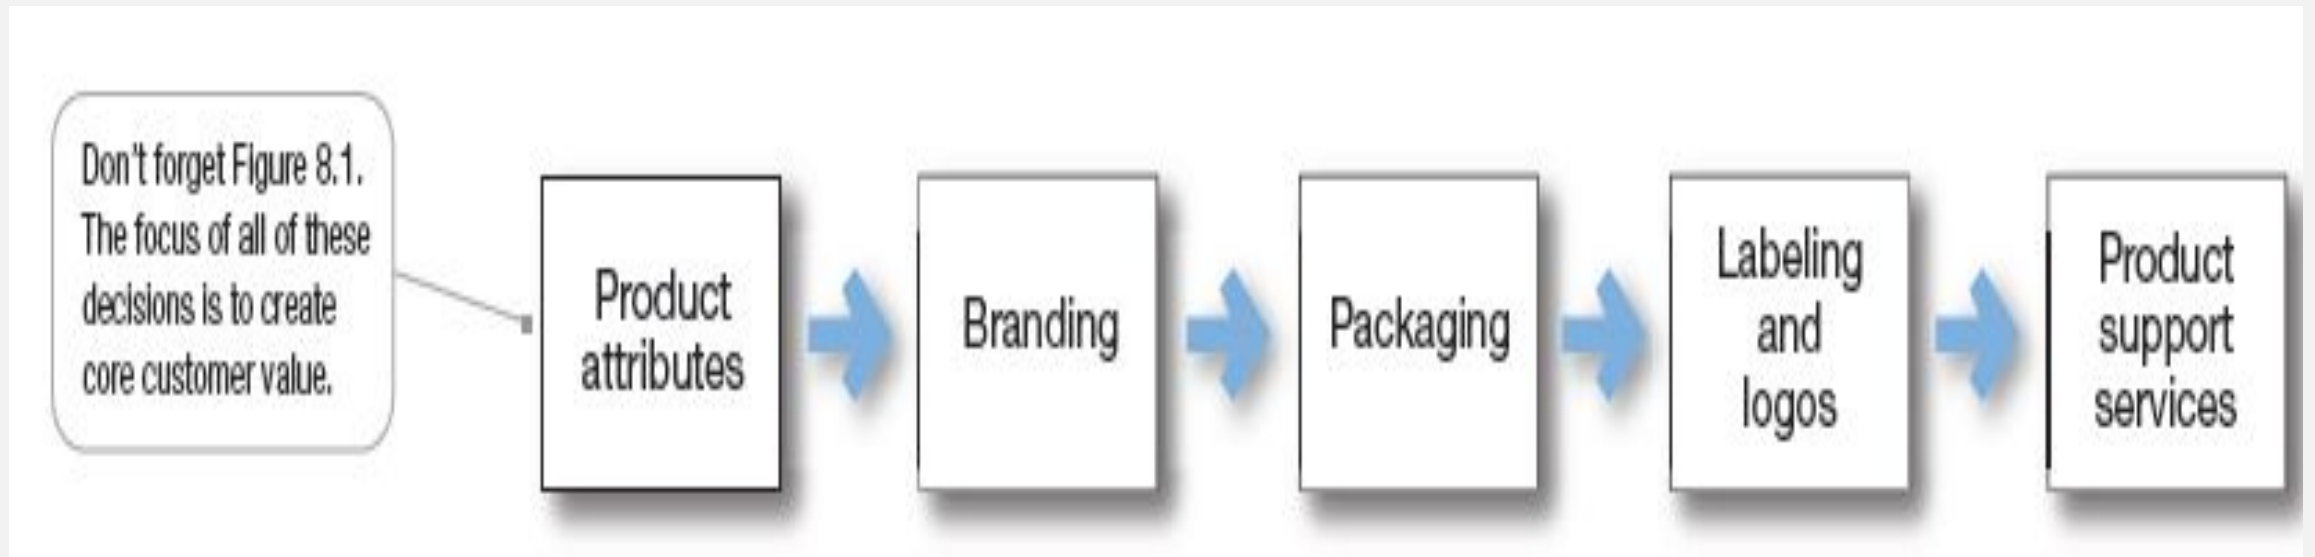 Don't forget Figure 8.1.
The focus of all of these
decisions is to create
core customer value.
Product
attributes
Branding
Packaging
Labeling
and
logos
Product
support
services